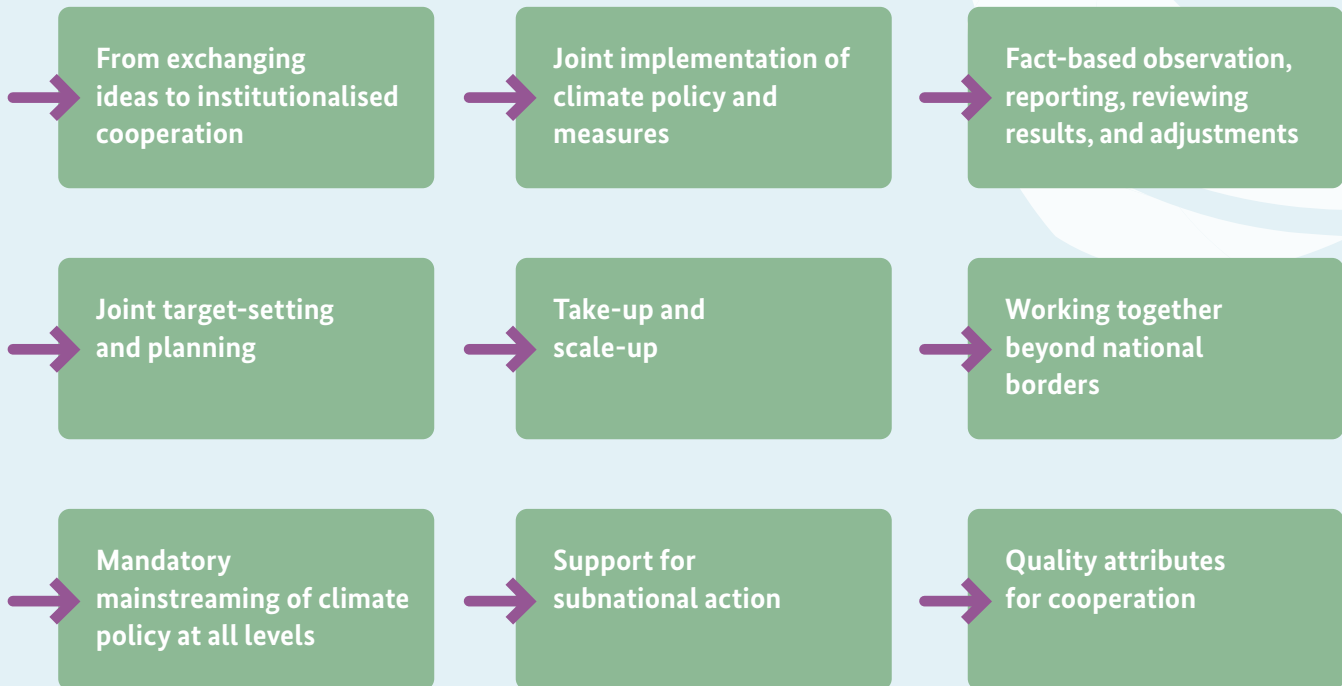 From exchanging
ideas to institutionalised
cooperation
Joint implementation of
climate policy and
measures
Fact-based observation,
reporting, reviewing
results, and adjustments
Joint target-setting
and planning
Take-up and
scale-up
Working together
beyond national
borders
Mandatory
mainstreaming of climate
policy at all levels
Support for
subnational action
Quality attributes
for cooperation